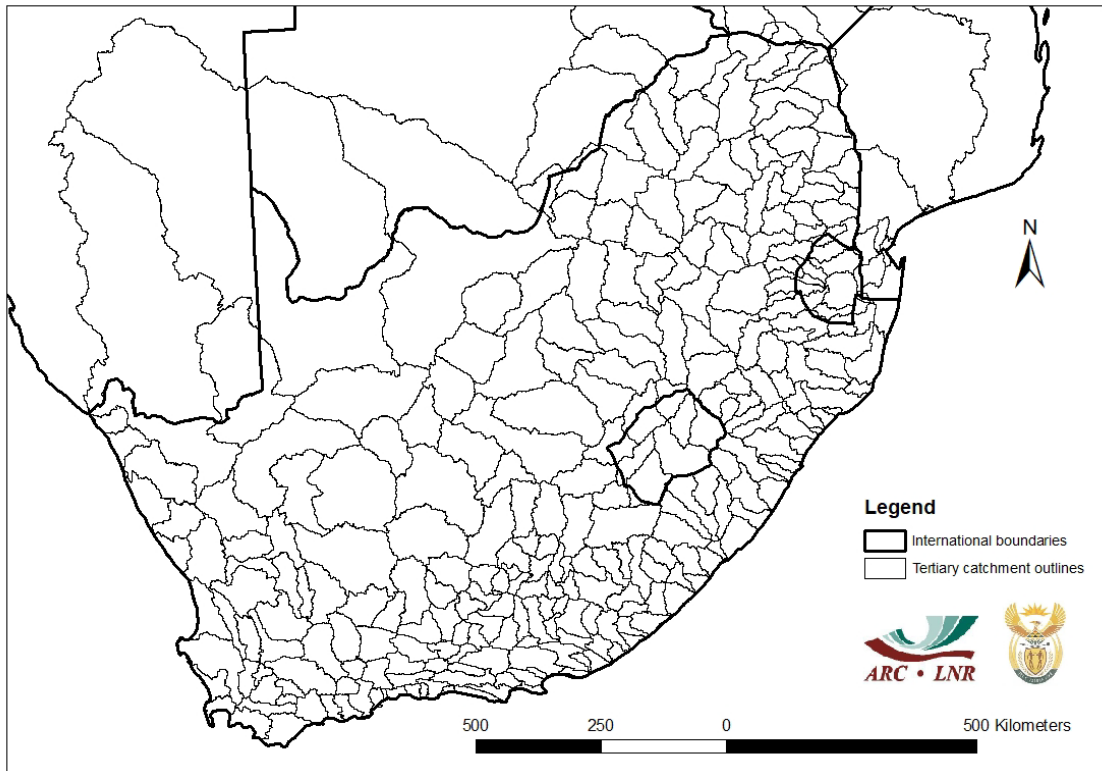 N
Legend
International boundaries
Tertiary catchment outlines
ARC • LNR
500 250 0 500 Kilometers